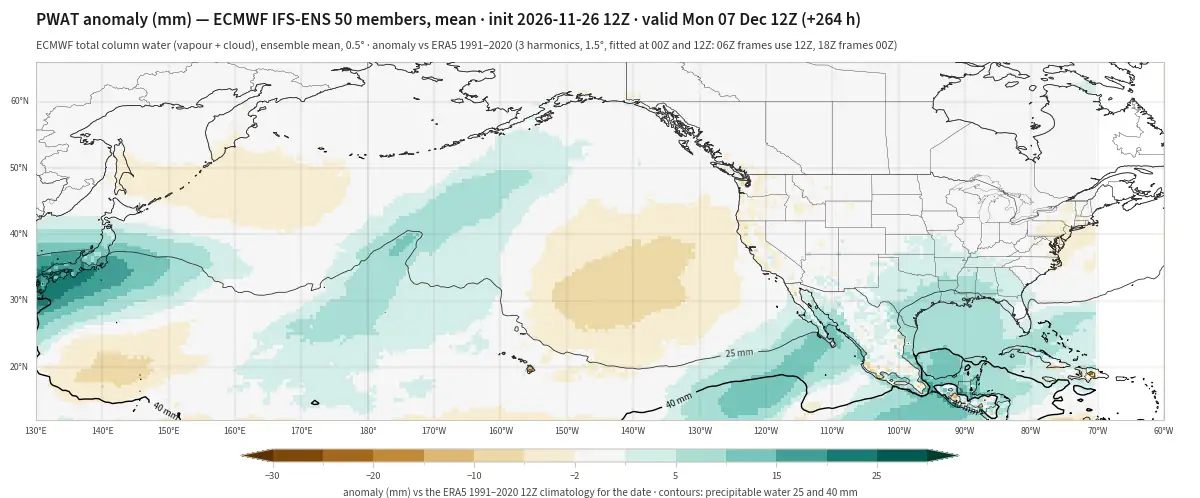 PWAT anomaly (mm) — ECMWF IFS-ENS 50 members, mean · init 2026-11-26 12Z · valid Mon 07 Dec 12Z (+264 h)
ECMWF total column water (vapour + cloud), ensemble mean, 0.5° · anomaly vs ERA5 1991–2020 (3 harmonics, 1.5°, fitted at 00Z and 12Z: 06Z frames use 12Z, 18Z frames 00Z)
60°N
50°N
40°N
30°N
25 mm
20°N
40 mm
40 mm
130°E 140°E 150°E 160°E 170°E 180° 170°W 160°W 150°W 140°W 130°W 120°W 110°W 100°W 90°W 80°W 70°W 60°W
−30 −20 −10 −2 5 15 25
anomaly (mm) vs the ERA5 1991–2020 12Z climatology for the date · contours: precipitable water 25 and 40 mm